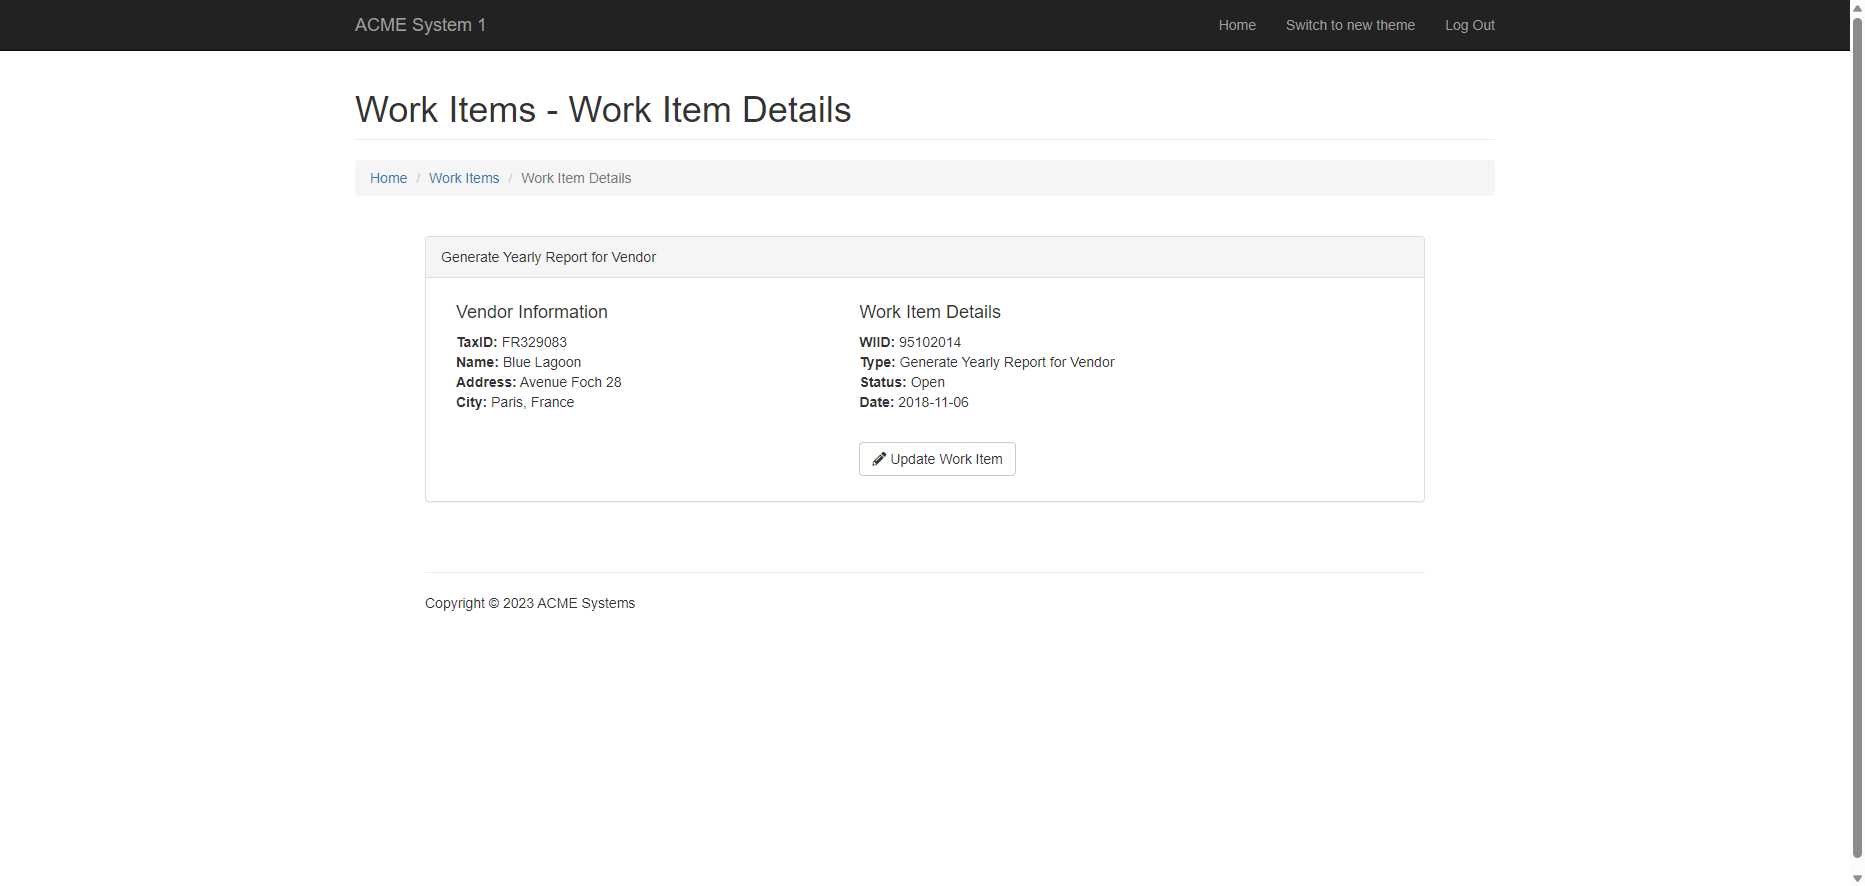 ACME System 1
Home
Switch to new theme
Log Out
Work Items - Work Item Details
Home / Work Items / Work Item Details
Generate Yearly Report for Vendor
Vendor Information
TaxID: FR329083
Name: Blue Lagoon
Address: Avenue Foch 28
City: Paris, France
Work Item Details
WIID: 95102014
Type: Generate Yearly Report for Vendor
Status: Open
Date: 2018-11-06
Update Work Item
Copyright © 2023 ACME Systems